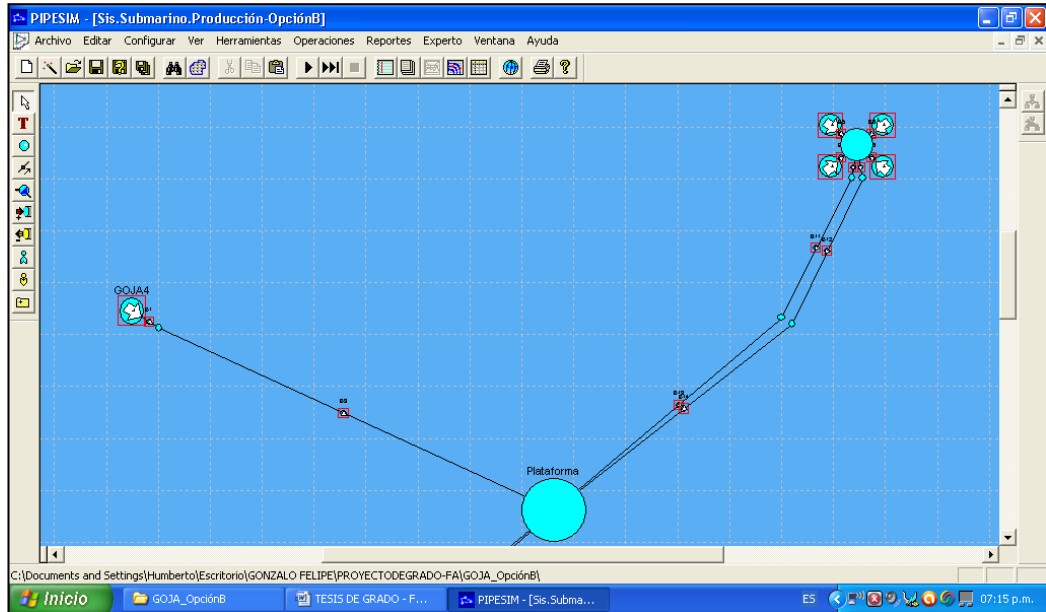 PIPESIM - [Sis.Submarino.Producción-OpciónB]
Archivo Editar Configurar Ver Herramientas Operaciones Reportes Experto Ventana Ayuda
T
GOJA4
Plataforma
C:\Documents and Settings\Humberto\Escritorio\GONZALO FELIPE\PROYECTODEGRADO-FA\GOJA_OpciónB\
Inicio
GOJA_OpciónB
TESIS DE GRADO - F...
PIPESIM - [Sis.Subma...
ES
07:15 p.m.